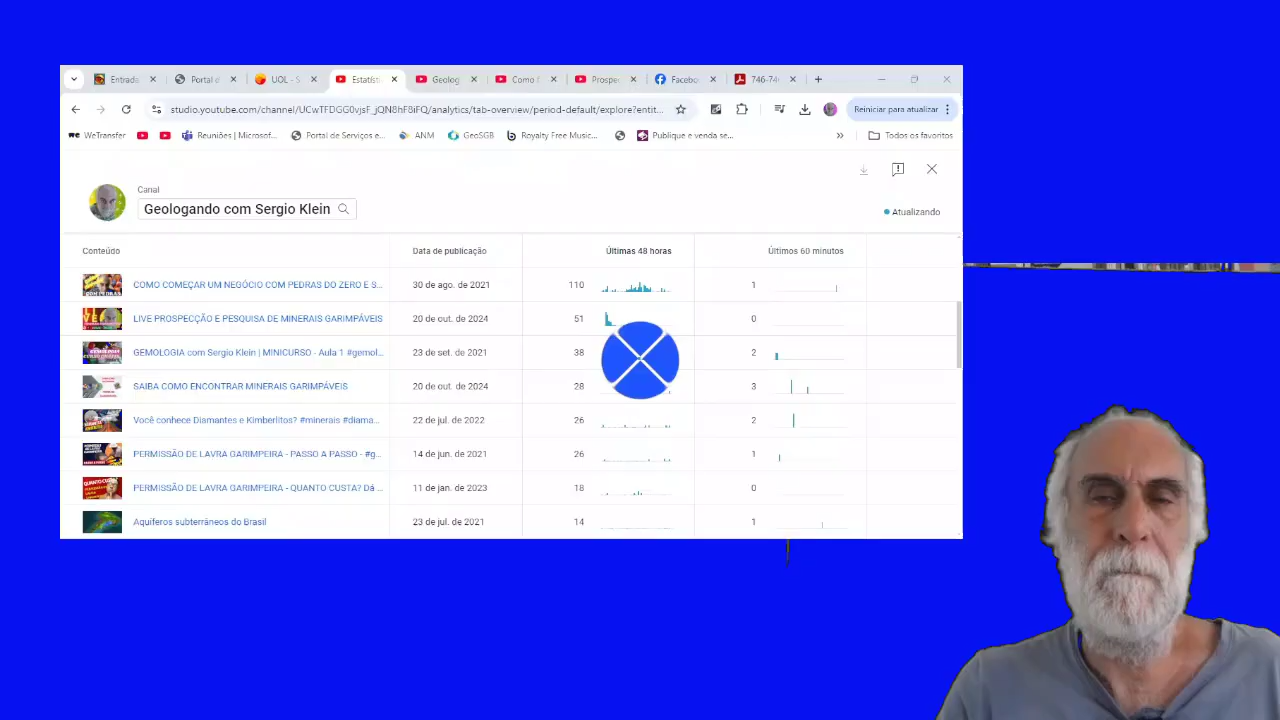 Entrada
Portal d
UOL - S
Estatíst
Geolog
Como C
Prospe
Facebo
746-74
studio.youtube.com/channel/UCwTFDGG0vjsF_jQN8hF8iFQ/analytics/tab-overview/period-default/explore?entit...
Reiniciar para atualizar
WeTransfer
Reuniões | Microsof...
Portal de Serviços e...
ANM
GeoSGB
Royalty Free Music...
Publique e venda se...
Todos os favoritos
Canal
Geologando com Sergio Klein
Atualizando
Conteúdo Data de publicação Últimas 48 horas Últimos 60 minutos
COMO COMEÇAR UM NEGÓCIO COM PEDRAS DO ZERO E S... 30 de ago. de 2021 110 1
LIVE PROSPECÇÃO E PESQUISA DE MINERAIS GARIMPÁVEIS 20 de out. de 2024 51 0
GEMOLOGIA com Sergio Klein | MINICURSO - Aula 1 #gemol... 23 de set. de 2021 38 2
SAIBA COMO ENCONTRAR MINERAIS GARIMPÁVEIS 20 de out. de 2024 28 3
Você conhece Diamantes e Kimberlitos? #minerais #diama... 22 de jul. de 2022 26 2
PERMISSÃO DE LAVRA GARIMPEIRA - PASSO A PASSO - #g... 14 de jun. de 2021 26 1
PERMISSÃO DE LAVRA GARIMPEIRA - QUANTO CUSTA? Dá ... 11 de jan. de 2023 18 0
Aquíferos subterrâneos do Brasil 23 de jul. de 2021 14 1